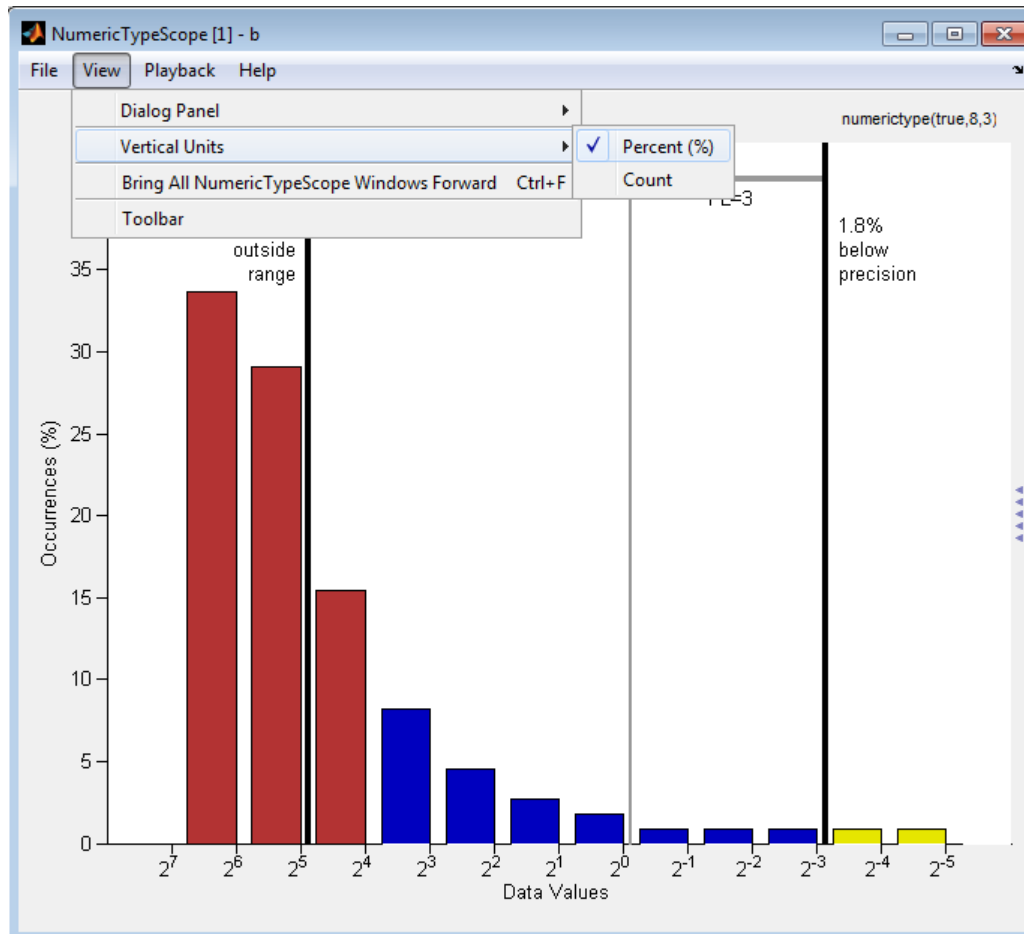 NumericTypeScope [1] - b
File View Playback Help
Dialog Panel
Vertical Units
Bring All NumericTypeScope Windows Forward Ctrl+F
Toolbar
Percent (%)
Count
numerictype(true,8,3)
outside
range
1.8%
below
precision
35
30
25
20
15
10
5
0
Occurrences (%)
2^7 2^6 2^5 2^4 2^3 2^2 2^1 2^0 2^-1 2^-2 2^-3 2^-4 2^-5
Data Values